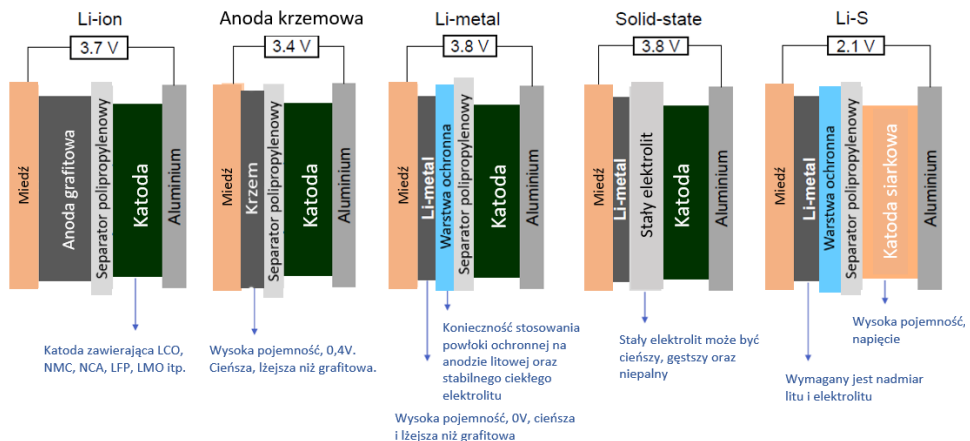 Li-ion
3.7 V
Miedź
Anoda grafitowa
Separator polipropylenowy
Katoda
Aluminium
Katoda zawierająca LCO,
NMC, NCA, LFP, LMO itp.
Anoda krzemowa
3.4 V
Miedź
Krzem
Separator polipropylenowy
Katoda
Aluminium
Wysoka pojemność, 0,4V.
Cieńsza, lżejsza niż grafitowa.
Li-metal
3.8 V
Miedź
Li-metal
Warstwa ochronna
Separator polipropylenowy
Katoda
Aluminium
Konieczność stosowania
powłoki ochronnej na
anodzie litowej oraz
stabilnego ciekłego
elektrolitu
Wysoka pojemność, 0V, cieńsza
i lżejsza niż grafitowa
Solid-state
3.8 V
Miedź
Li-metal
Stały elektrolit
Katoda
Aluminium
Stały elektrolit może być
cieńszy, gęstszy oraz
niepalny
Li-S
2.1 V
Miedź
Li-metal
Warstwa ochronna
Separator polipropylenowy
Katoda siarkowa
Aluminium
Wysoka pojemność,
napięcie
Wymagany jest nadmiar
litu i elektrolitu